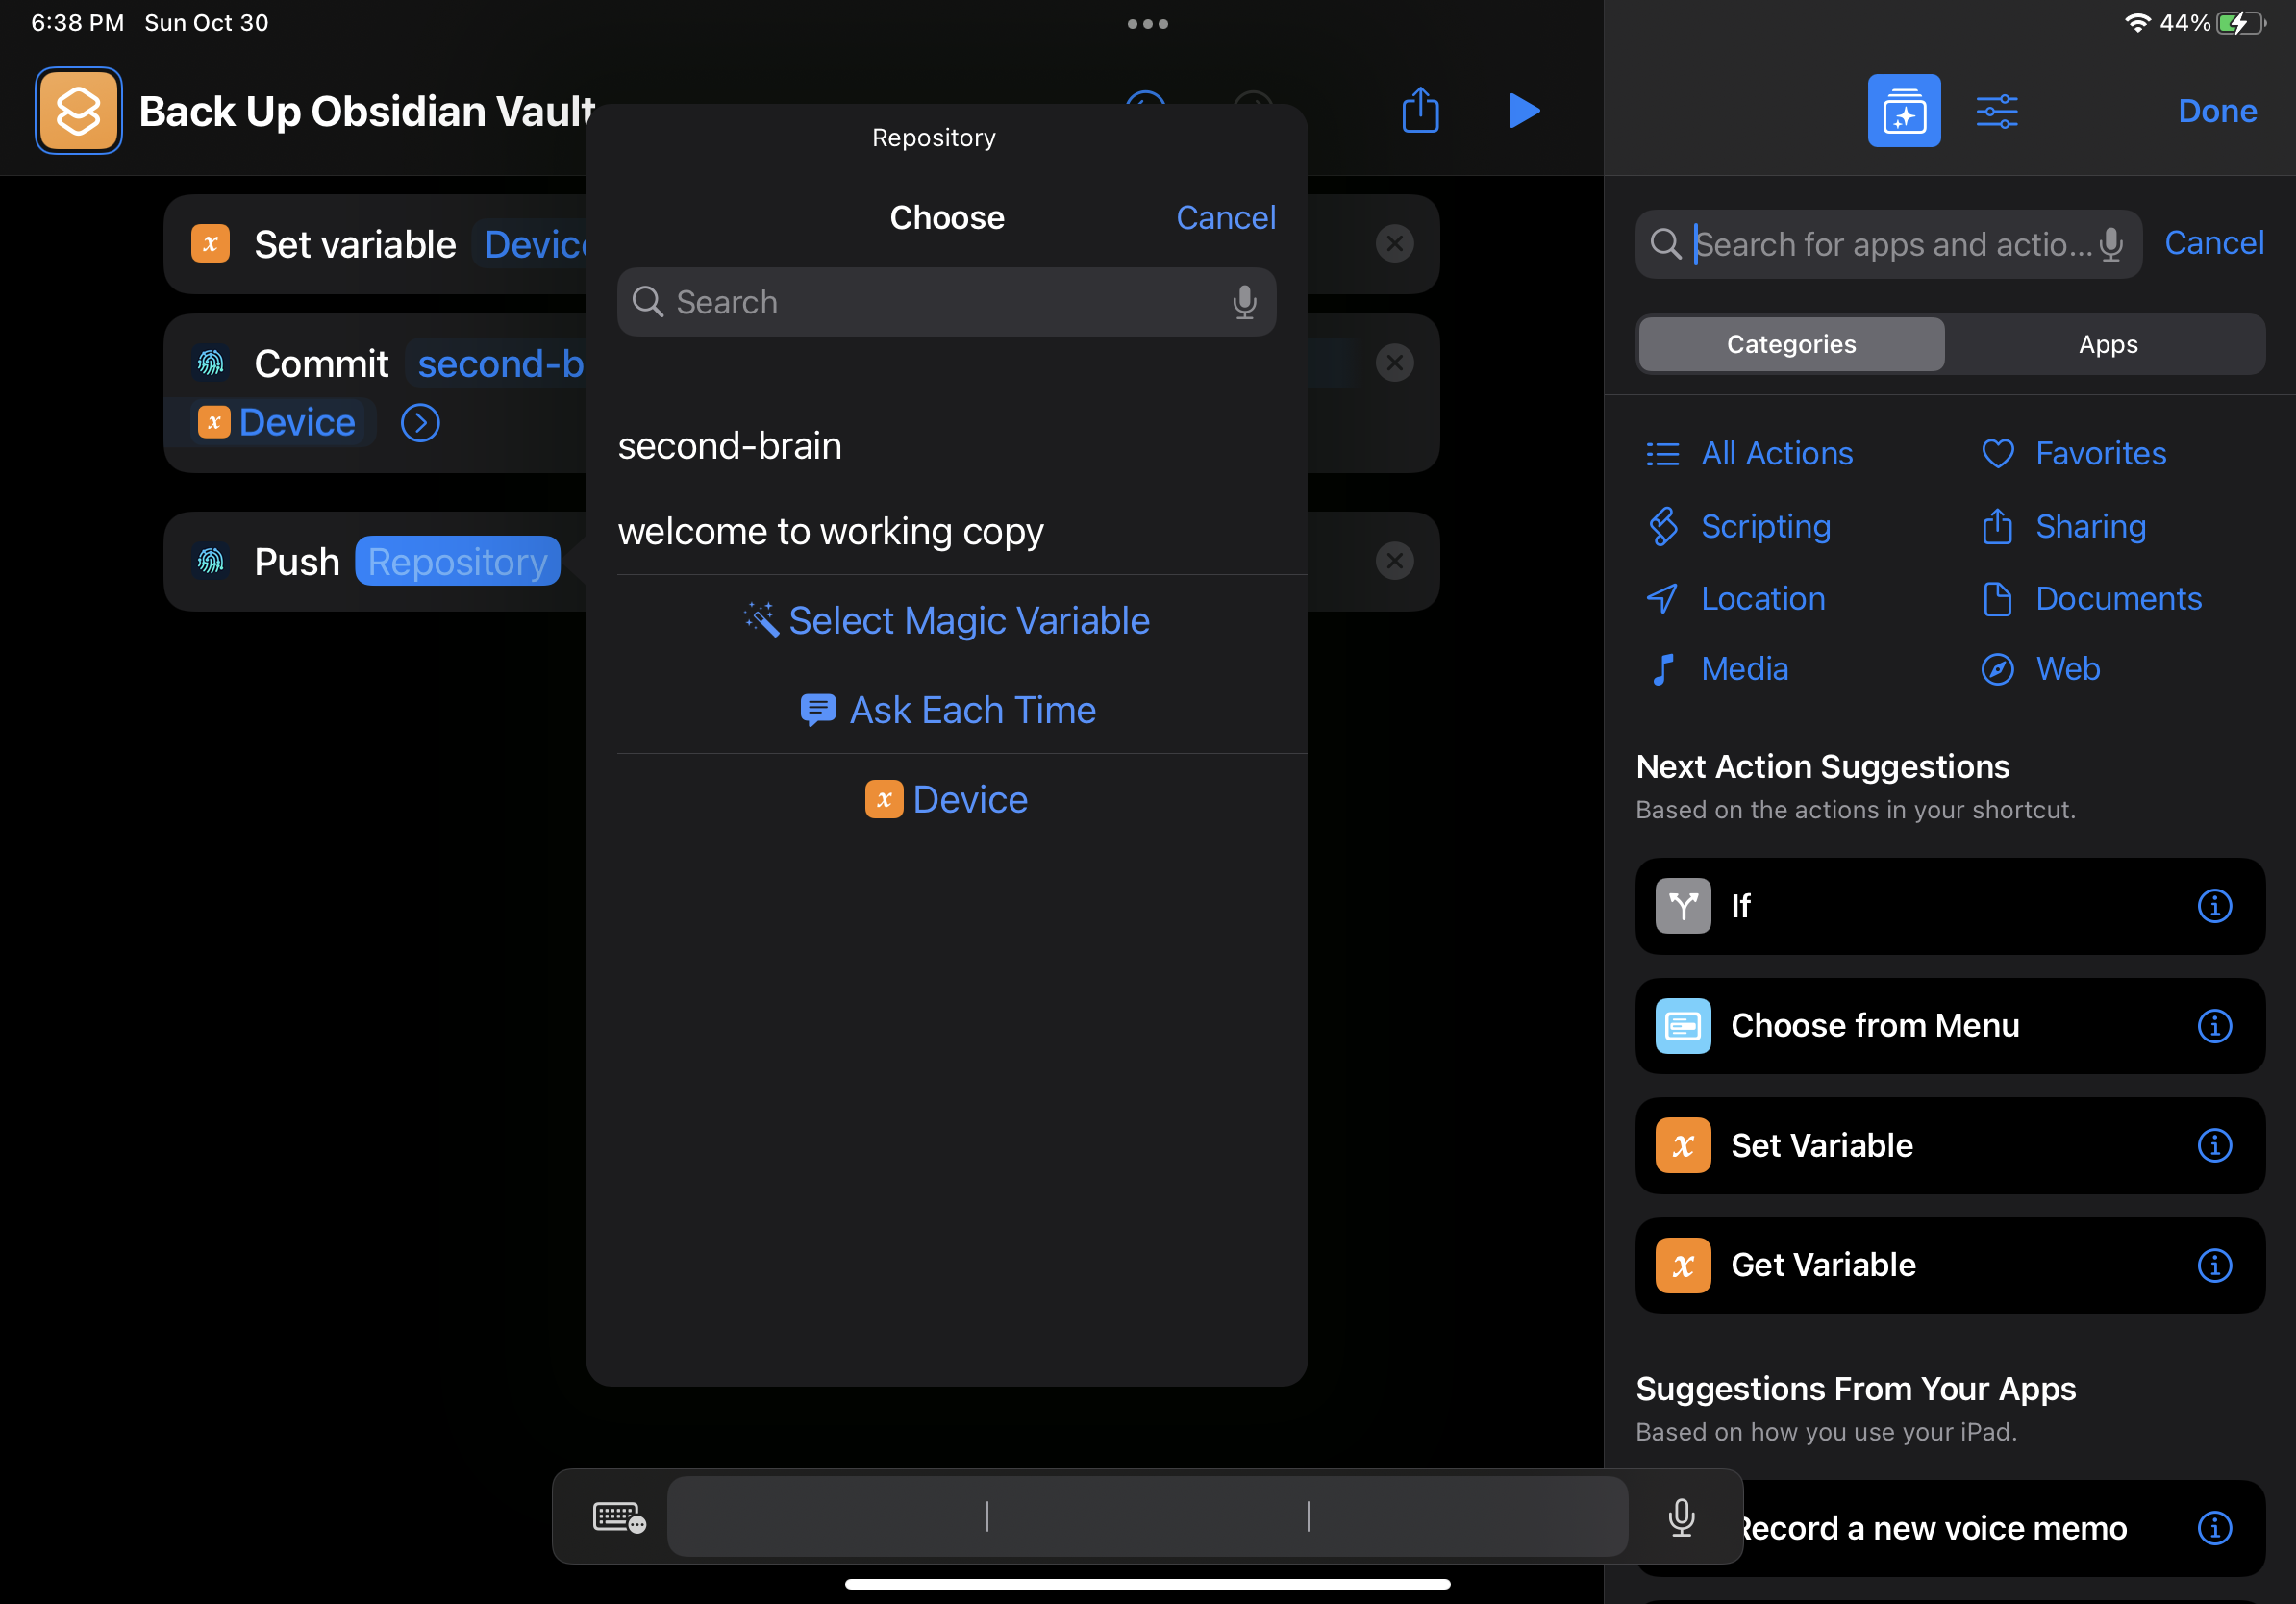 6:38 PM Sun Oct 30
44%
Back Up Obsidian Vault
Done
Set variable Device
Commit second-b
Device
Push Repository
Repository
Choose Cancel
Search
second-brain
welcome to working copy
Select Magic Variable
Ask Each Time
Device
Search for apps and actio... Cancel
Categories Apps
All Actions Favorites
Scripting Sharing
Location Documents
Media Web
Next Action Suggestions
Based on the actions in your shortcut.
If
Choose from Menu
Set Variable
Get Variable
Suggestions From Your Apps
Based on how you use your iPad.
Record a new voice memo